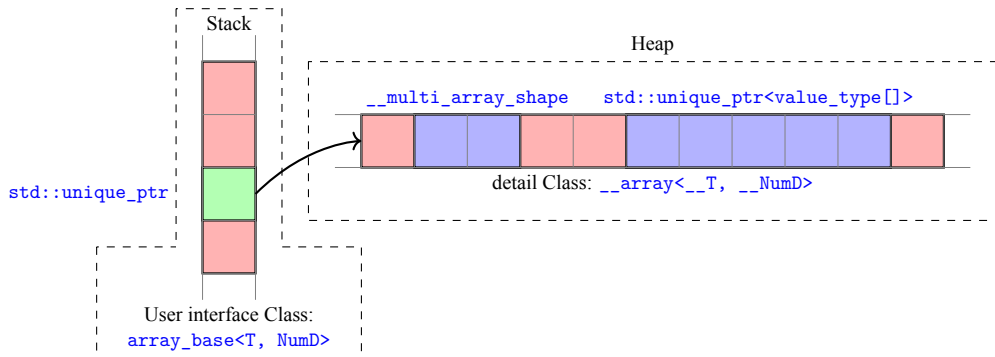 Stack
Heap
__multi_array_shape
std::unique_ptr<value_type[]>
std::unique_ptr
detail Class: __array<__T, __NumD>
User interface Class:
array_base<T, NumD>